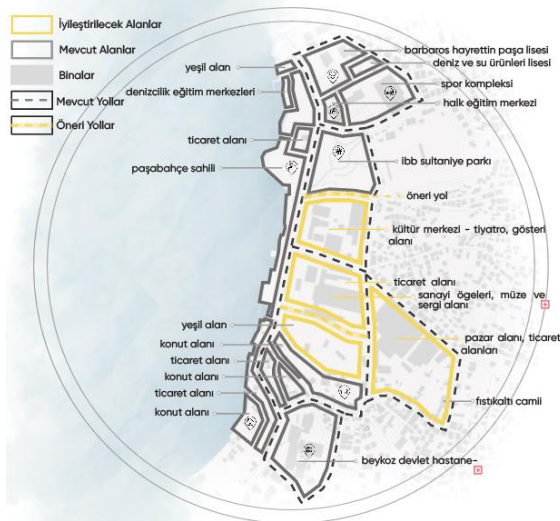 İyileştirilecek Alanlar
Mevcut Alanlar
Binalar
Mevcut Yollar
Öneri Yollar
yeşil alan
denizcilik eğitim merkezleri
ticaret alanı
paşabahçe sahili
yeşil alan
konut alanı
ticaret alanı
konut alanı
ticaret alanı
konut alanı
barbaros hayrettin paşa lisesi
deniz ve su ürünleri lisesi
spor kompleksi
halk eğitim merkezi
ibb sultaniye parkı
öneri yol
kültür merkezi - tiyatro, gösteri
alanı
ticaret alanı
sanayi ögeleri, müze ve
sergi alanı
pazar alanı, ticaret
alanları
fıstıkaltı camii
beykoz devlet hastane-